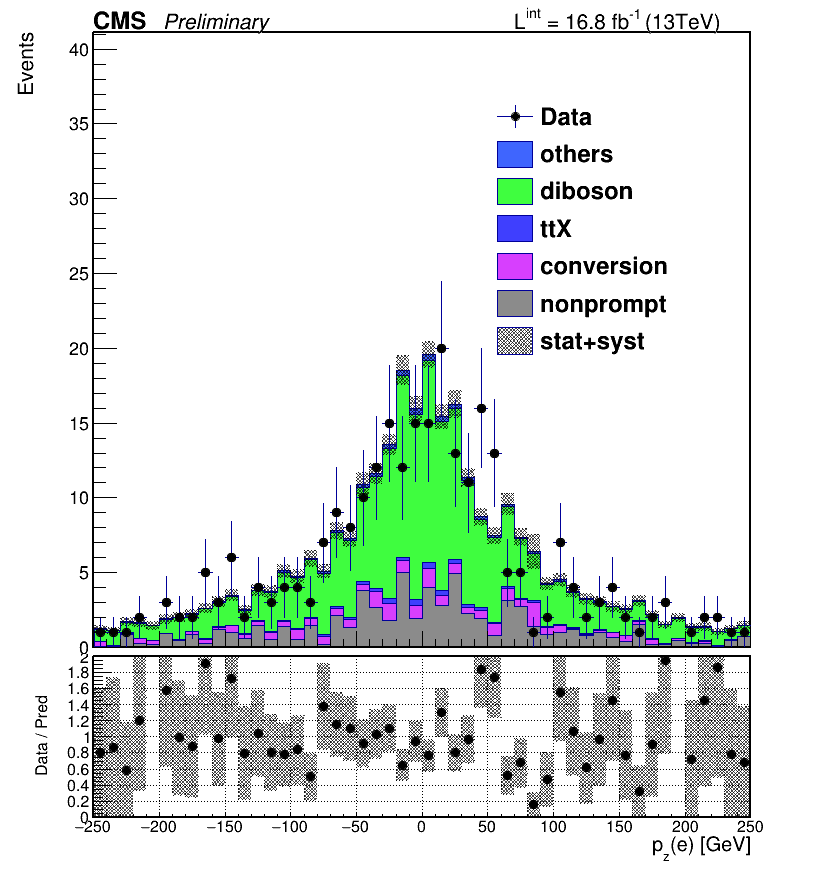 CMS Preliminary L^int = 16.8 fb^-1 (13TeV)
Events
40
35
30
25
20
15
10
5
0
Data
others
diboson
ttX
conversion
nonprompt
stat+syst
Data / Pred
2
1.8
1.6
1.4
1.2
1
0.8
0.6
0.4
0.2
0
−250 −200 −150 −100 −50 0 50 100 150 200 250
p_z(e) [GeV]